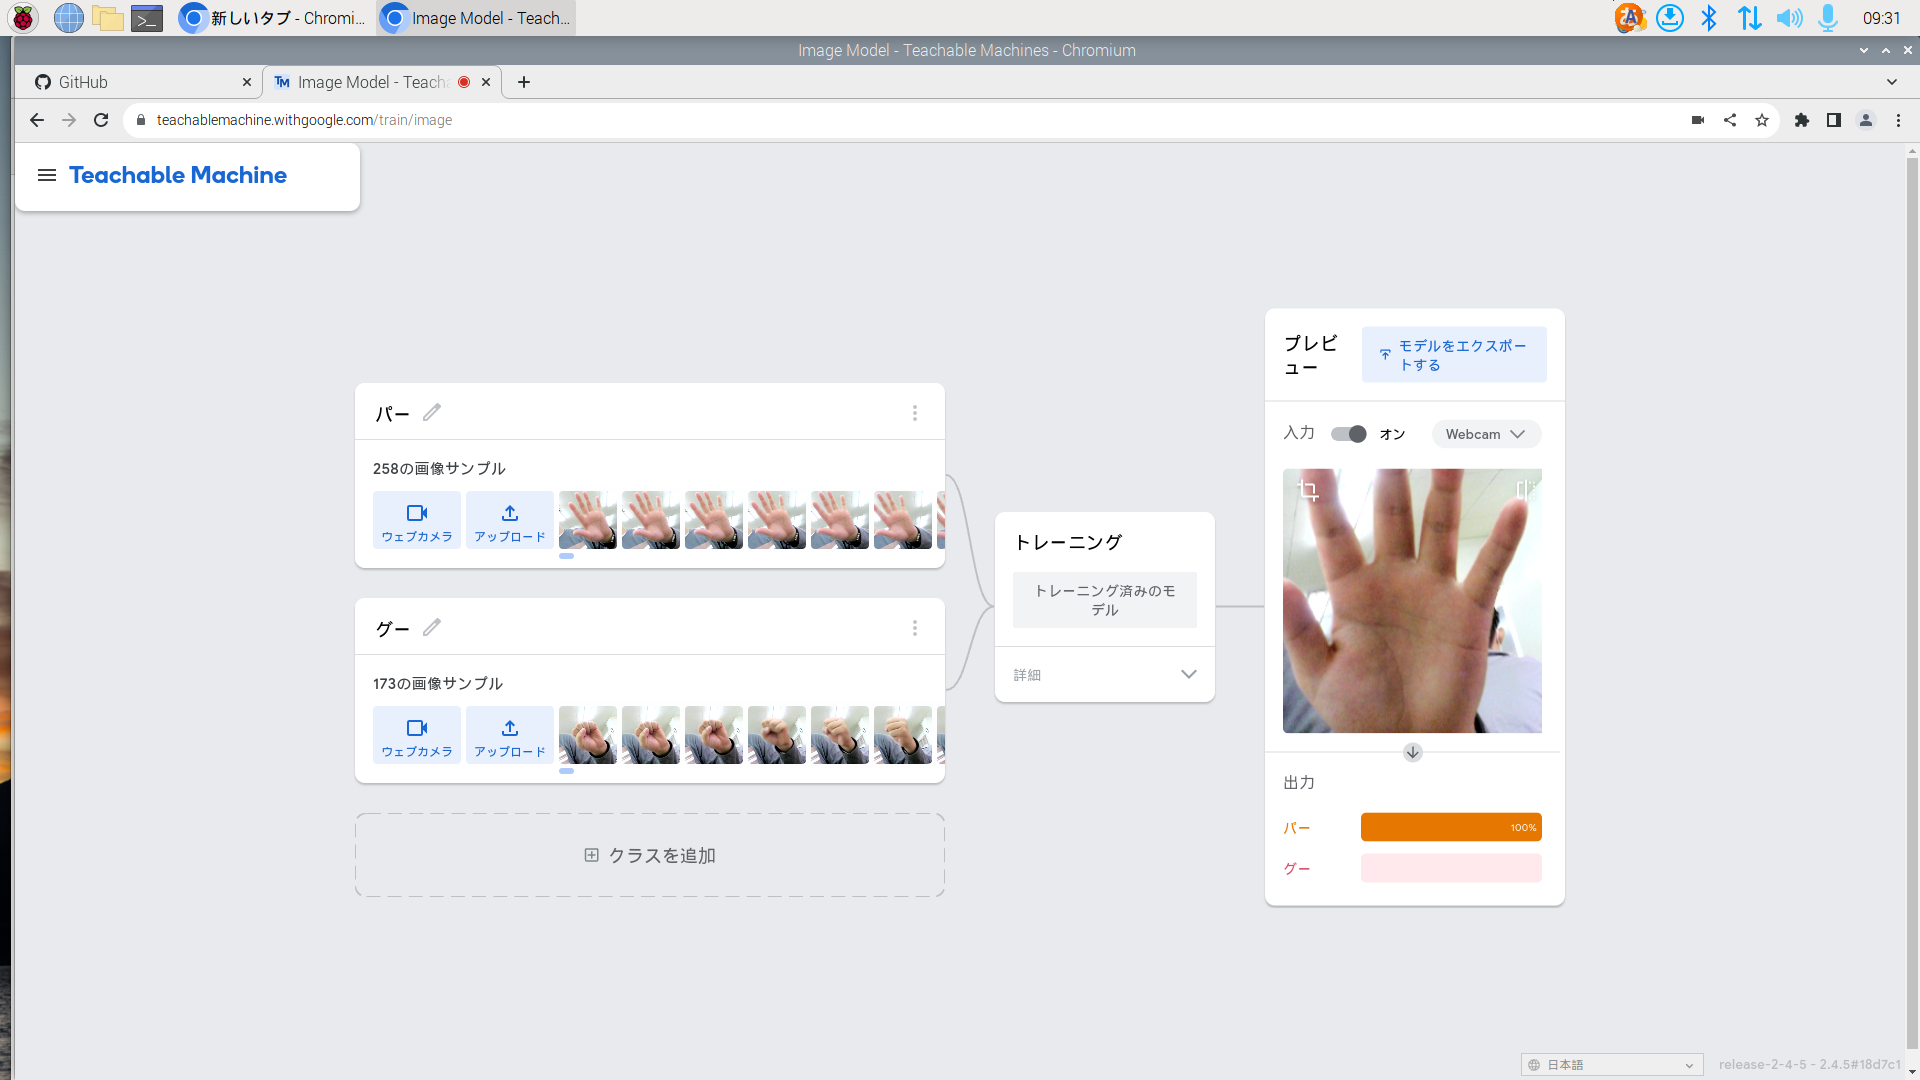 新しいタブ - Chromi...
Image Model - Teach...
09:31
Image Model - Teachable Machines - Chromium
GitHub
Image Model - Teacha
teachablemachine.withgoogle.com/train/image
Teachable Machine
パー
258の画像サンプル
ウェブカメラ
アップロード
グー
173の画像サンプル
ウェブカメラ
アップロード
クラスを追加
トレーニング
トレーニング済みのモ
デル
詳細
プレビ
ュー
モデルをエクスポー
トする
入力
オン
Webcam
出力
パー
100%
グー
日本語
release-2-4-5 - 2.4.5#18d7c1